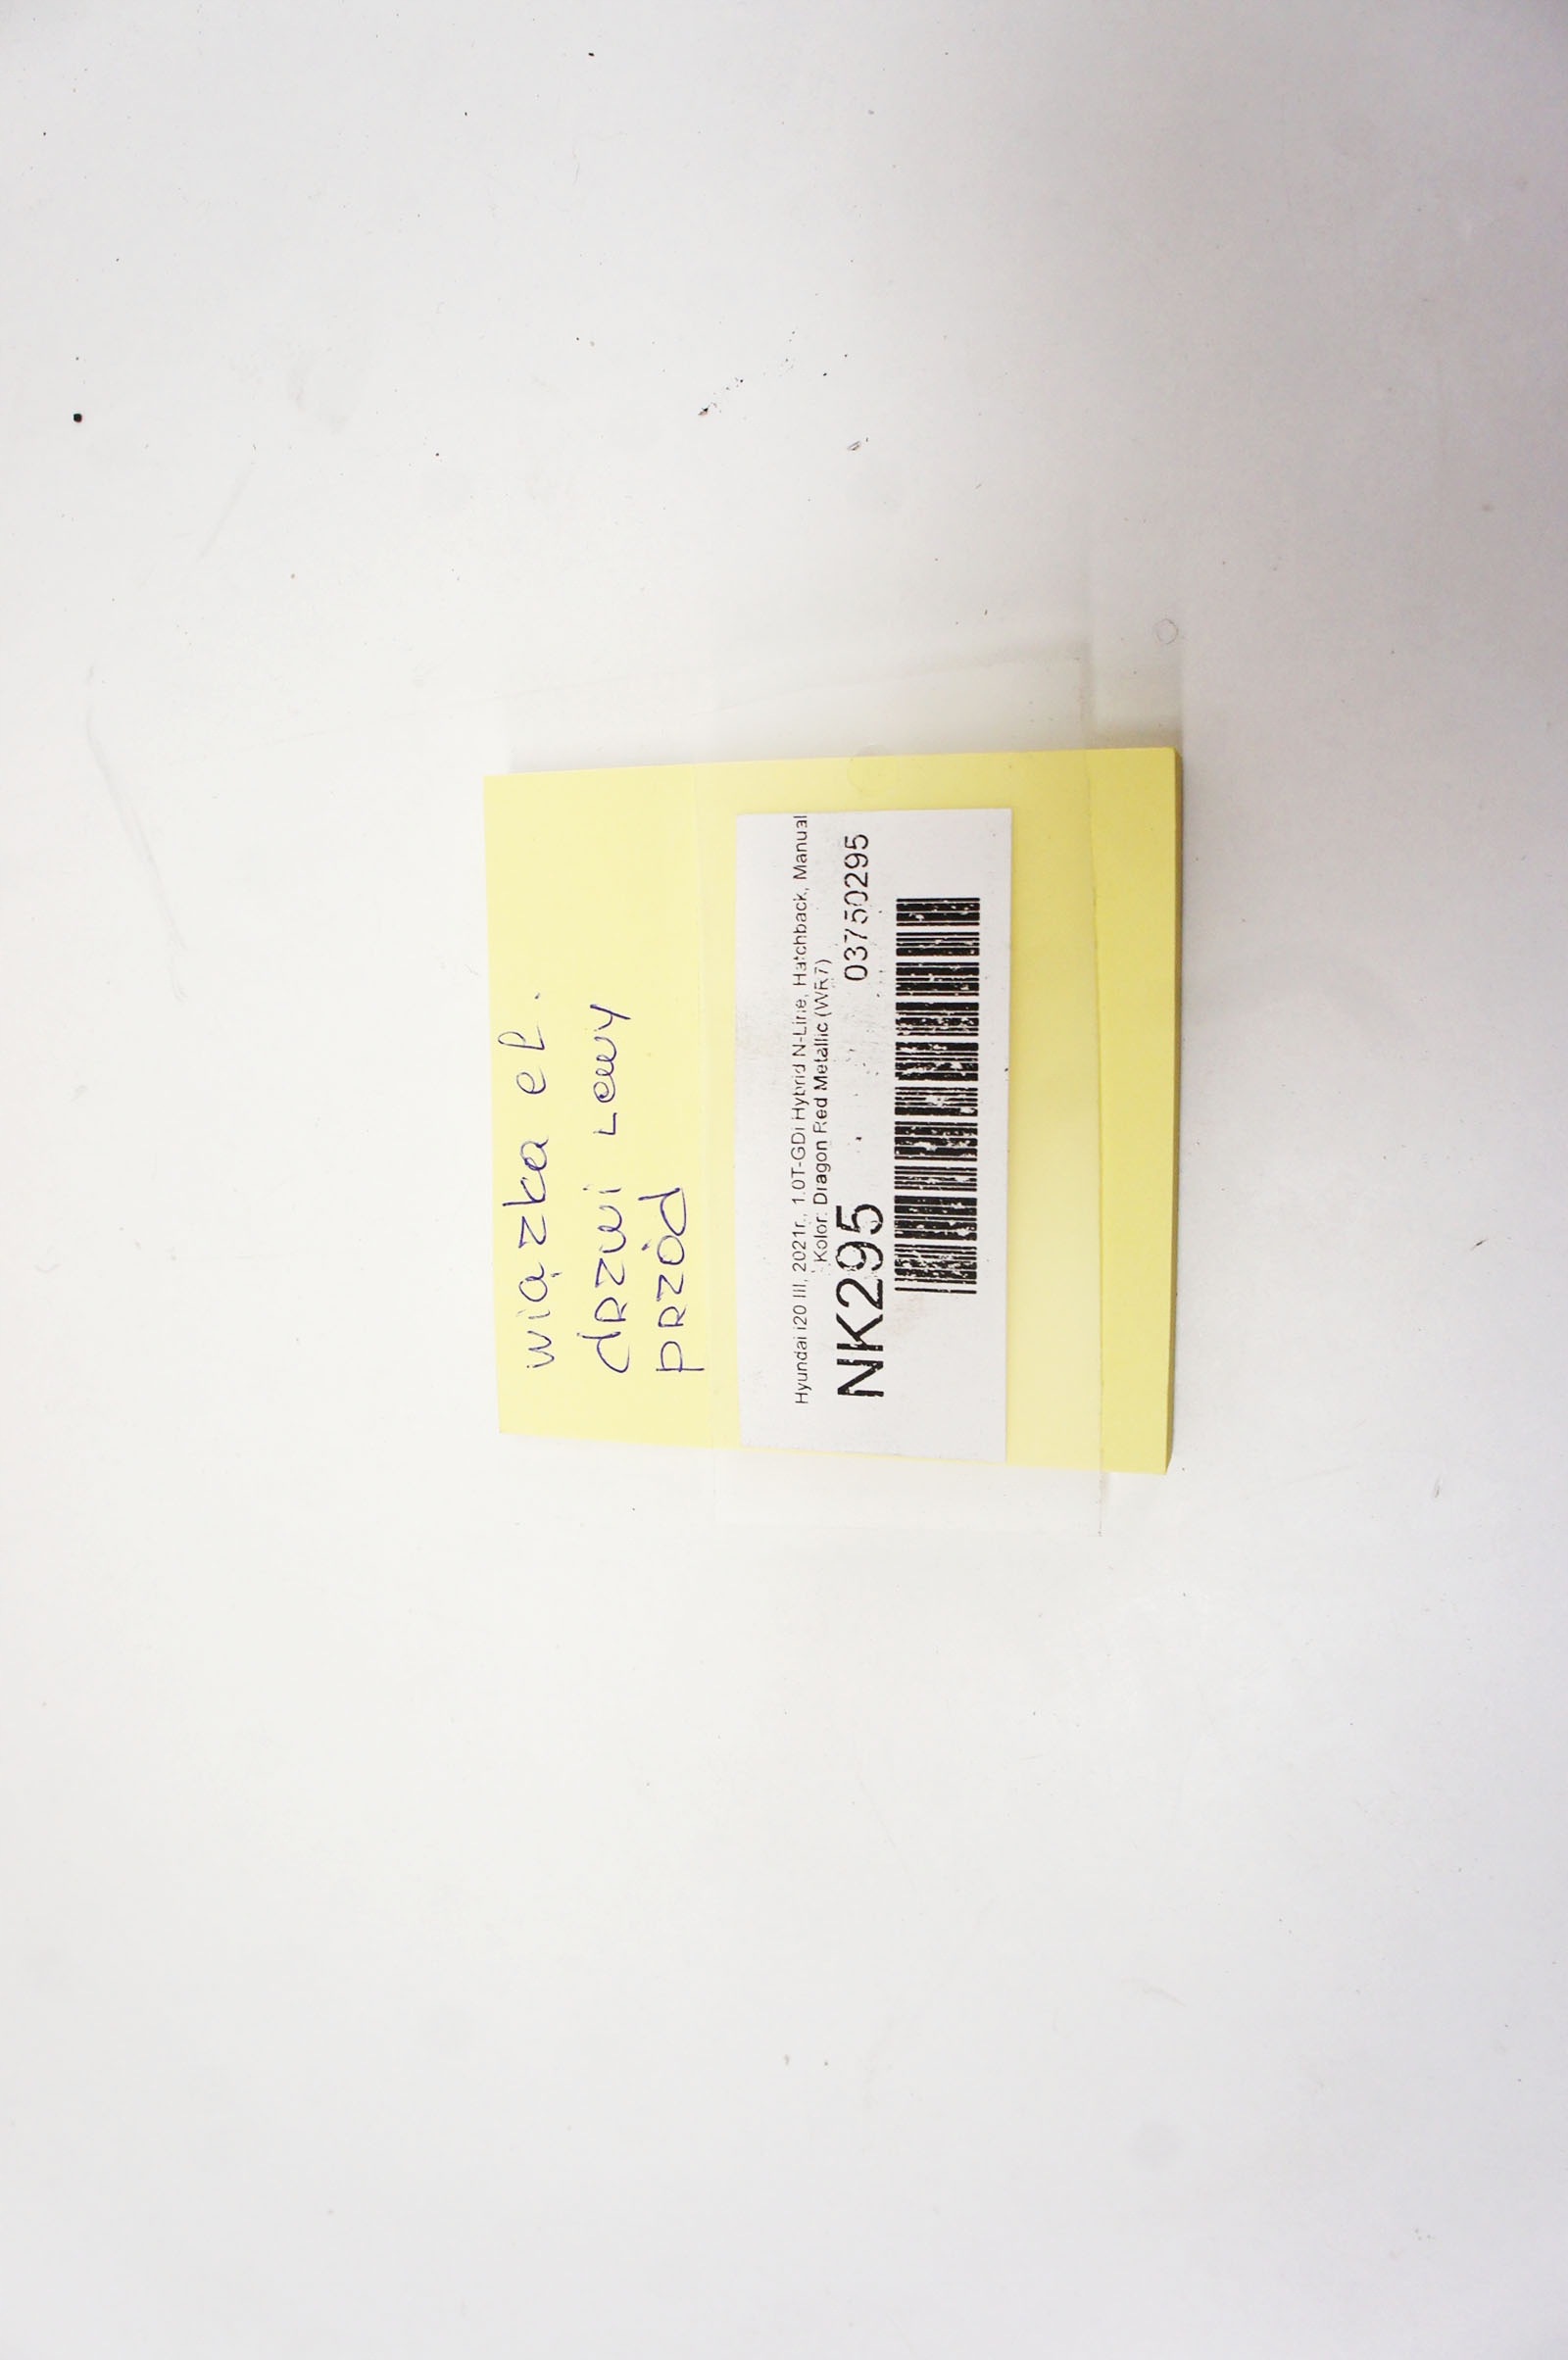 wiązka el.
dRzwi Lewy
pRzód
Hyundai i20 III, 2021r., 1.0T-GDi Hybrid N-Line, Hatchback, Manual
Kolor: Dragon Red Metallic (WR7)
NK295 03750295